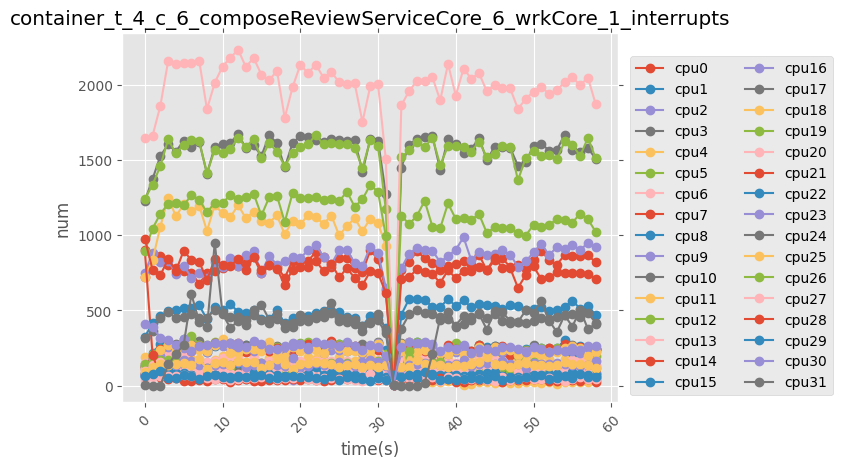 container_t_4_c_6_composeReviewServiceCore_6_wrkCore_1_interrupts
num
2000
1500
1000
500
0
0
10
20
30
40
50
60
time(s)
cpu0
cpu1
cpu2
cpu3
cpu4
cpu5
cpu6
cpu7
cpu8
cpu9
cpu10
cpu11
cpu12
cpu13
cpu14
cpu15
cpu16
cpu17
cpu18
cpu19
cpu20
cpu21
cpu22
cpu23
cpu24
cpu25
cpu26
cpu27
cpu28
cpu29
cpu30
cpu31